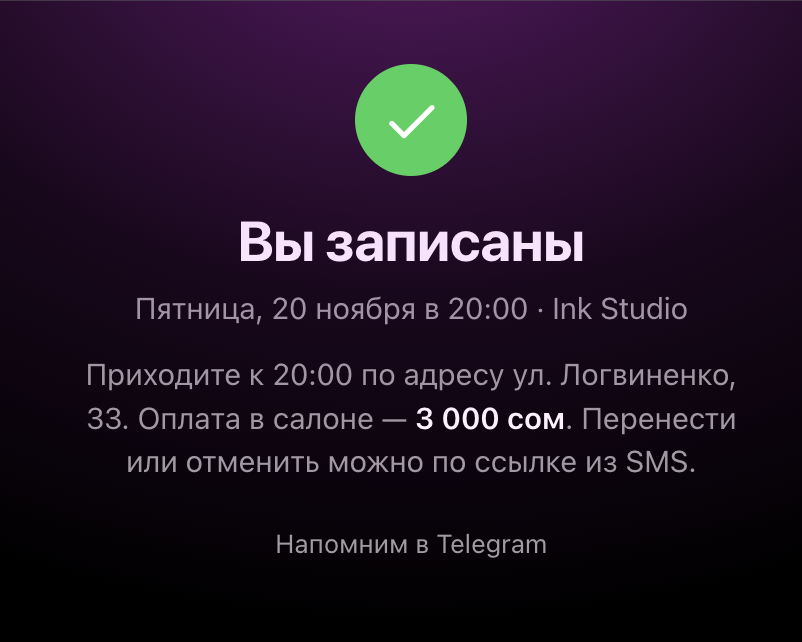 Вы записаны
Пятница, 20 ноября в 20:00 · Ink Studio
Приходите к 20:00 по адресу ул. Логвиненко,
33. Оплата в салоне — 3 000 сом. Перенести
или отменить можно по ссылке из SMS.
Напомним в Telegram